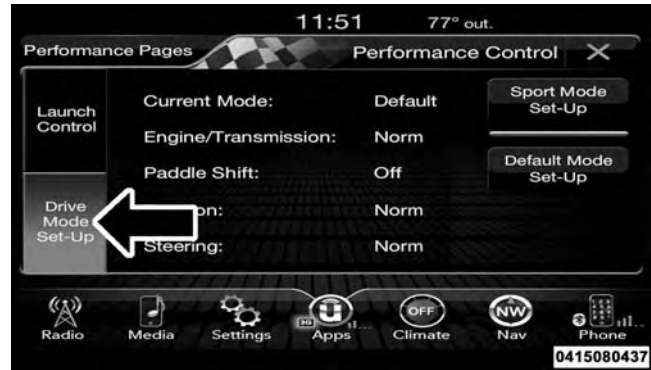 11:51 77° out.
Performance Pages Performance Control
Launch Control
Drive Mode Set-Up
Current Mode: Default
Engine/Transmission: Norm
Paddle Shift: Off
on: Norm
Steering: Norm
Sport Mode Set-Up
Default Mode Set-Up
Radio
Media
Settings
3G
Apps
OFF
Climate
NW
Nav
Phone
0415080437